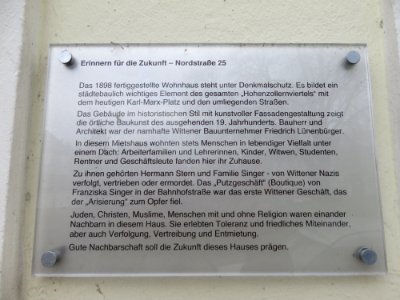 Erinnern für die Zukunft – Nordstraße 25
Das 1898 fertiggestellte Wohnhaus steht unter Denkmalschutz. Es bildet ein
städtebaulich wichtiges Element des gesamten „Hohenzollernviertels“ mit
dem heutigen Karl-Marx-Platz und den umliegenden Straßen.
Das Gebäude im historistischen Stil mit kunstvoller Fassadengestaltung zeigt
die örtliche Baukunst des ausgehenden 19. Jahrhunderts. Bauherr und
Architekt war der namhafte Wittener Bauunternehmer Friedrich Lünenbürger.
In diesem Mietshaus wohnten stets Menschen in lebendiger Vielfalt unter
einem Dach: Arbeiterfamilien und Lehrerinnen, Kinder, Witwen, Studenten,
Rentner und Geschäftsleute fanden hier ihr Zuhause.
Zu ihnen gehörten Hermann Stern und Familie Singer - von Wittener Nazis
verfolgt, vertrieben oder ermordet. Das „Putzgeschäft“ (Boutique) von
Franziska Singer in der Bahnhofstraße war das erste Wittener Geschäft, das
der „Arisierung“ zum Opfer fiel.
Juden, Christen, Muslime, Menschen mit und ohne Religion waren einander
Nachbarn in diesem Haus. Sie erlebten Toleranz und friedliches Miteinander,
aber auch Verfolgung, Vertreibung und Entmietung.
Gute Nachbarschaft soll die Zukunft dieses Hauses prägen.